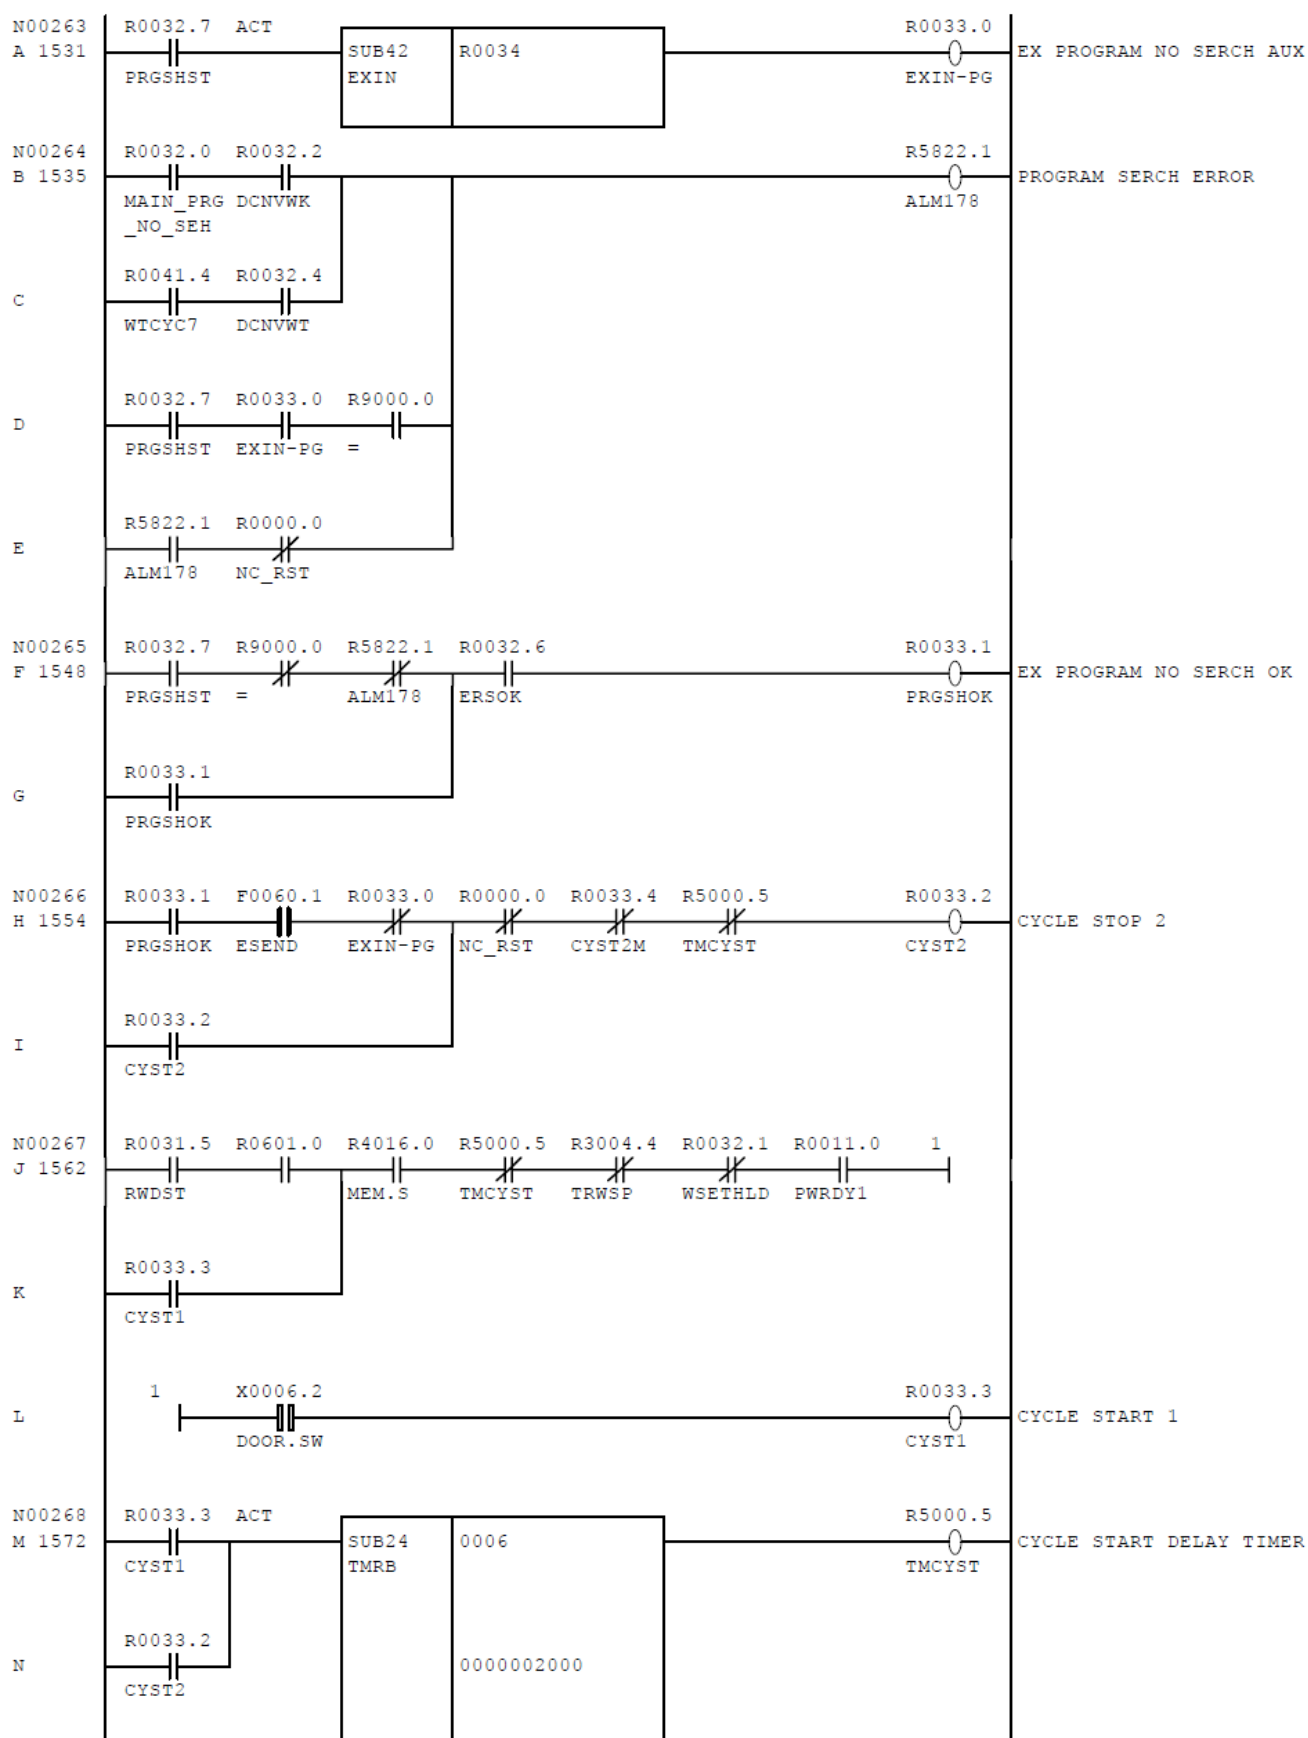 N00263 R0032.7 ACT R0033.0
A 1531 SUB42 R0034 EX PROGRAM NO SERCH AUX
PRGSHST EXIN EXIN-PG
N00264 R0032.0 R0032.2 R5822.1
B 1535 PROGRAM SERCH ERROR
MAIN_PRG DCNVWK ALM178
_NO_SEH
R0041.4 R0032.4
C
WTCYC7 DCNVWT
R0032.7 R0033.0 R9000.0
D
PRGSHST EXIN-PG =
R5822.1 R0000.0
E
ALM178 NC_RST
N00265 R0032.7 R9000.0 R5822.1 R0032.6 R0033.1
F 1548 EX PROGRAM NO SERCH OK
PRGSHST = ALM178 ERSOK PRGSHOK
R0033.1
G
PRGSHOK
N00266 R0033.1 F0060.1 R0033.0 R0000.0 R0033.4 R5000.5 R0033.2
H 1554 CYCLE STOP 2
PRGSHOK ESEND EXIN-PG NC_RST CYST2M TMCYST CYST2
R0033.2
I
CYST2
N00267 R0031.5 R0601.0 R4016.0 R5000.5 R3004.4 R0032.1 R0011.0 1
J 1562
RWDST MEM.S TMCYST TRWSP WSETHLD PWRDY1
R0033.3
K
CYST1
1 X0006.2 R0033.3
L CYCLE START 1
DOOR.SW CYST1
N00268 R0033.3 ACT R5000.5
M 1572 SUB24 0006 CYCLE START DELAY TIMER
CYST1 TMRB TMCYST
R0033.2
N 0000002000
CYST2